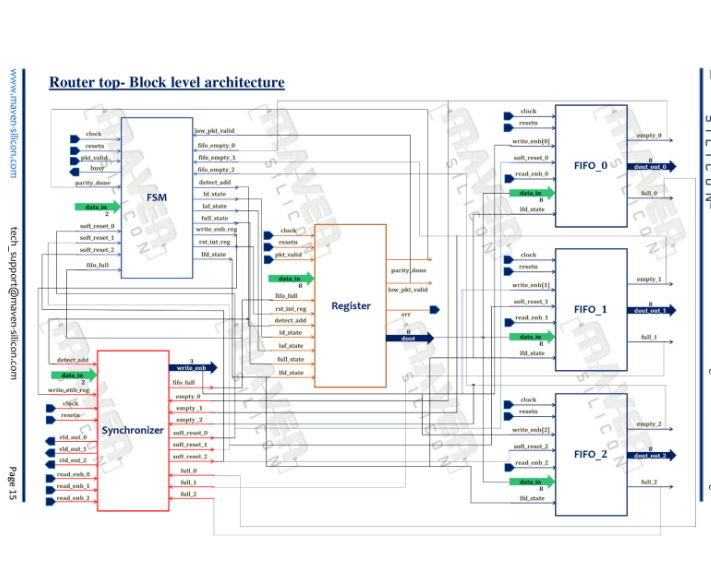 Router top- Block level architecture
www.maven-silicon.com
tech_support@maven-silicon.com
Page 15
MAVEN SILICON
FSM
clock
resetn
pkt_valid
busy
parity_done
data_in
2
soft_reset_0
soft_reset_1
soft_reset_2
fifo_full
low_pkt_valid
fifo_empty_0
fifo_empty_1
fifo_empty_2
detect_add
ld_state
laf_state
full_state
write_enb_reg
rst_int_reg
lfd_state
Register
clock
resetn
pkt_valid
data_in
8
fifo_full
rst_int_reg
detect_add
ld_state
laf_state
full_state
lfd_state
parity_done
low_pkt_valid
err
8
dout
Synchronizer
detect_add
data_in
2
write_enb_reg
clock
resetn
vld_out_0
vld_out_1
vld_out_2
read_enb_0
read_enb_1
read_enb_2
3
write_enb
fifo_full
empty_0
empty_1
empty_2
soft_reset_0
soft_reset_1
soft_reset_2
full_0
full_1
full_2
FIFO_0
clock
resetn
write_enb[0]
soft_reset_0
read_enb_0
data_in
8
lfd_state
empty_0
8
dout_out_0
full_0
FIFO_1
clock
resetn
write_enb[1]
soft_reset_1
read_enb_1
data_in
8
lfd_state
empty_1
8
dout_out_1
full_1
FIFO_2
clock
resetn
write_enb[2]
soft_reset_2
read_enb_2
data_in
8
lfd_state
empty_2
8
dout_out_2
full_2